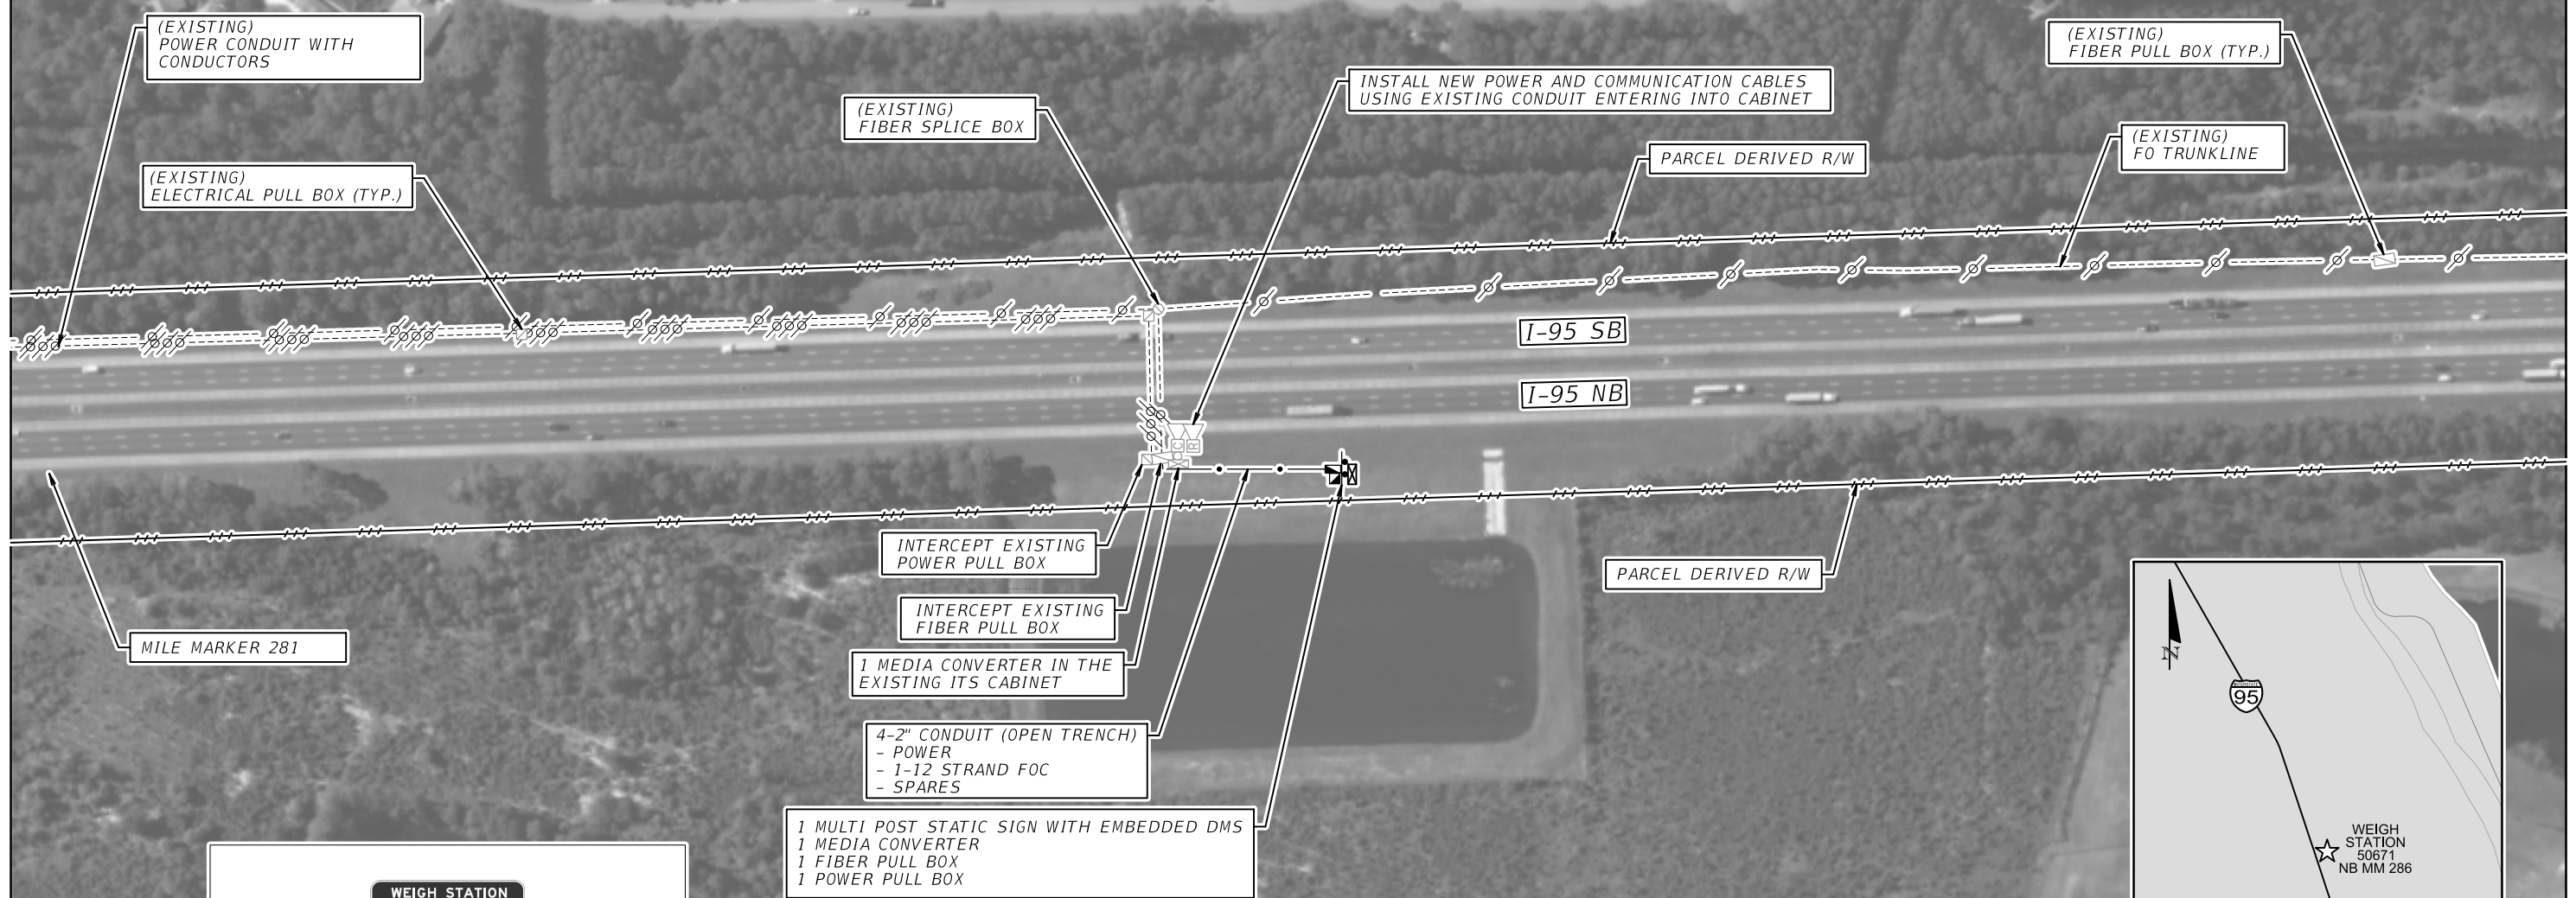 (EXISTING)
POWER CONDUIT WITH
CONDUCTORS
(EXISTING)
FIBER PULL BOX (TYP.)
INSTALL NEW POWER AND COMMUNICATION CABLES
USING EXISTING CONDUIT ENTERING INTO CABINET
(EXISTING)
FIBER SPLICE BOX
(EXISTING)
FO TRUNKLINE
PARCEL DERIVED R/W
(EXISTING)
ELECTRICAL PULL BOX (TYP.)
I-95 SB
I-95 NB
C
R
INTERCEPT EXISTING
POWER PULL BOX
PARCEL DERIVED R/W
INTERCEPT EXISTING
FIBER PULL BOX
MILE MARKER 281
1 MEDIA CONVERTER IN THE
EXISTING ITS CABINET
4-2" CONDUIT (OPEN TRENCH)
- POWER
- 1-12 STRAND FOC
- SPARES
1 MULTI POST STATIC SIGN WITH EMBEDDED DMS
1 MEDIA CONVERTER
1 FIBER PULL BOX
1 POWER PULL BOX
WEIGH STATION
N
95
WEIGH
STATION
50671
NB MM 286